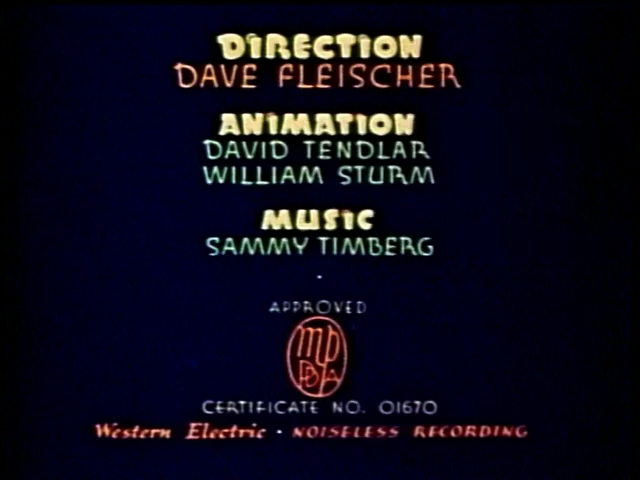 DIRECTION
DAVE FLEISCHER
ANIMATION
DAVID TENDLAR
WILLIAM STURM
MUSIC
SAMMY TIMBERG
APPROVED
MPPDA
CERTIFICATE NO. 01670
Western Electric · NOISELESS RECORDING